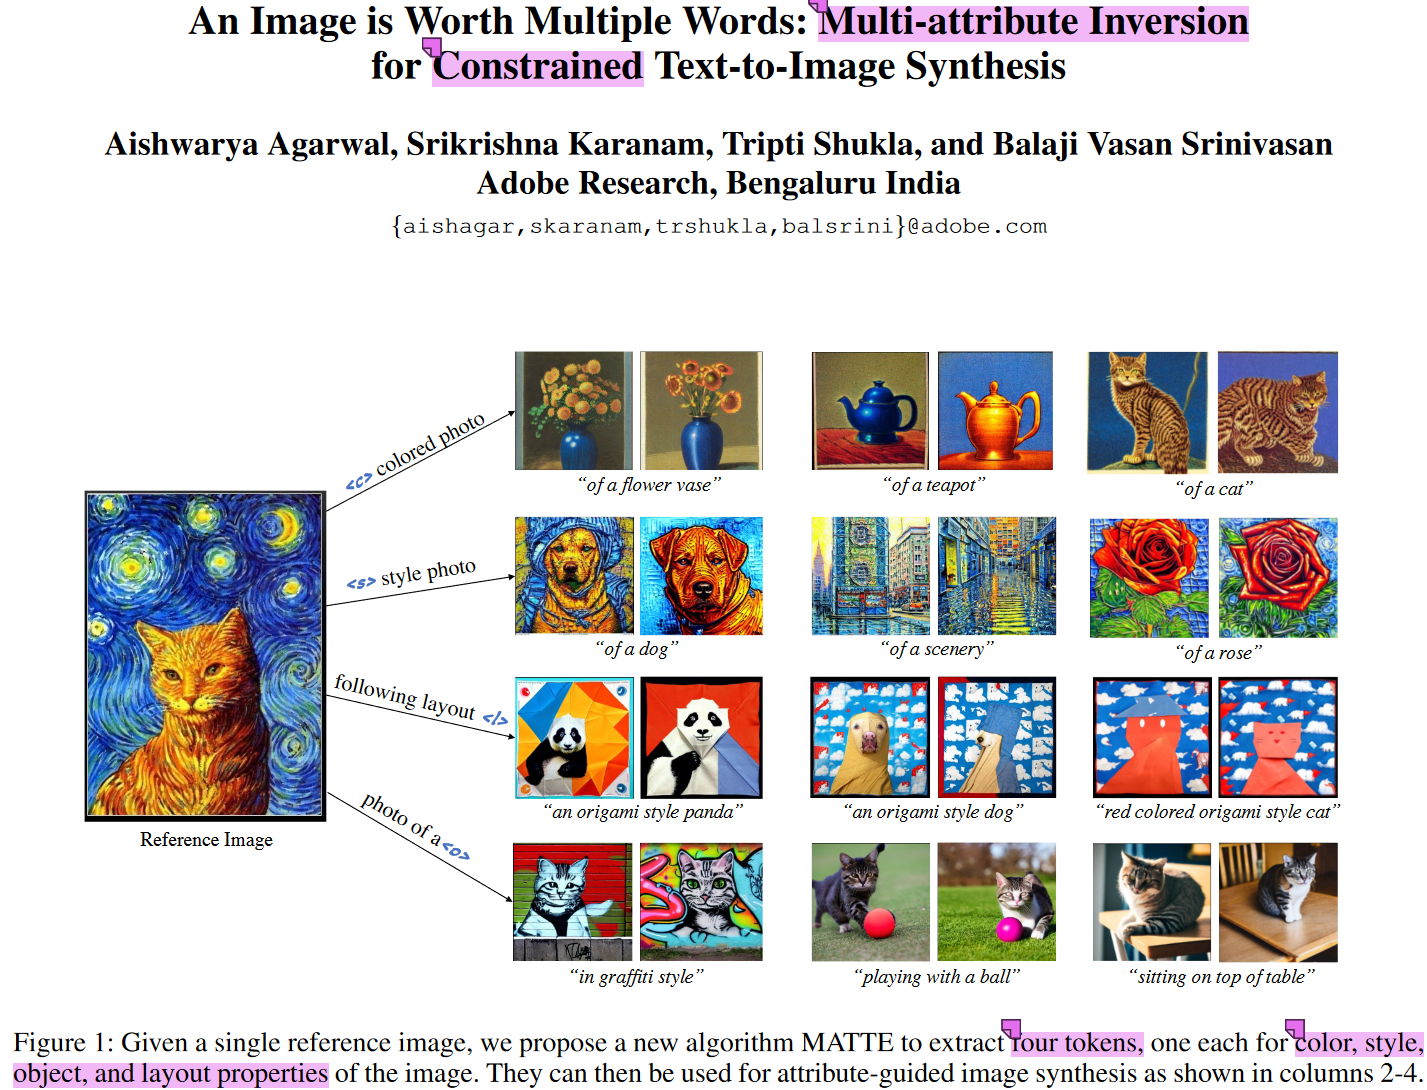 An Image is Worth Multiple Words: Multi-attribute Inversion
for Constrained Text-to-Image Synthesis
Aishwarya Agarwal, Srikrishna Karanam, Tripti Shukla, and Balaji Vasan Srinivasan
Adobe Research, Bengaluru India
{aishagar,skaranam,trshukla,balsrini}@adobe.com
<c> colored photo
“of a flower vase”
“of a teapot”
“of a cat”
<s> style photo
“of a dog”
“of a scenery”
“of a rose”
following layout <l>
“an origami style panda”
“an origami style dog”
“red colored origami style cat”
photo of a <o>
“in graffiti style”
“playing with a ball”
“sitting on top of table”
Reference Image
Figure 1: Given a single reference image, we propose a new algorithm MATTE to extract four tokens, one each for color, style,
object, and layout properties of the image. They can then be used for attribute-guided image synthesis as shown in columns 2-4.